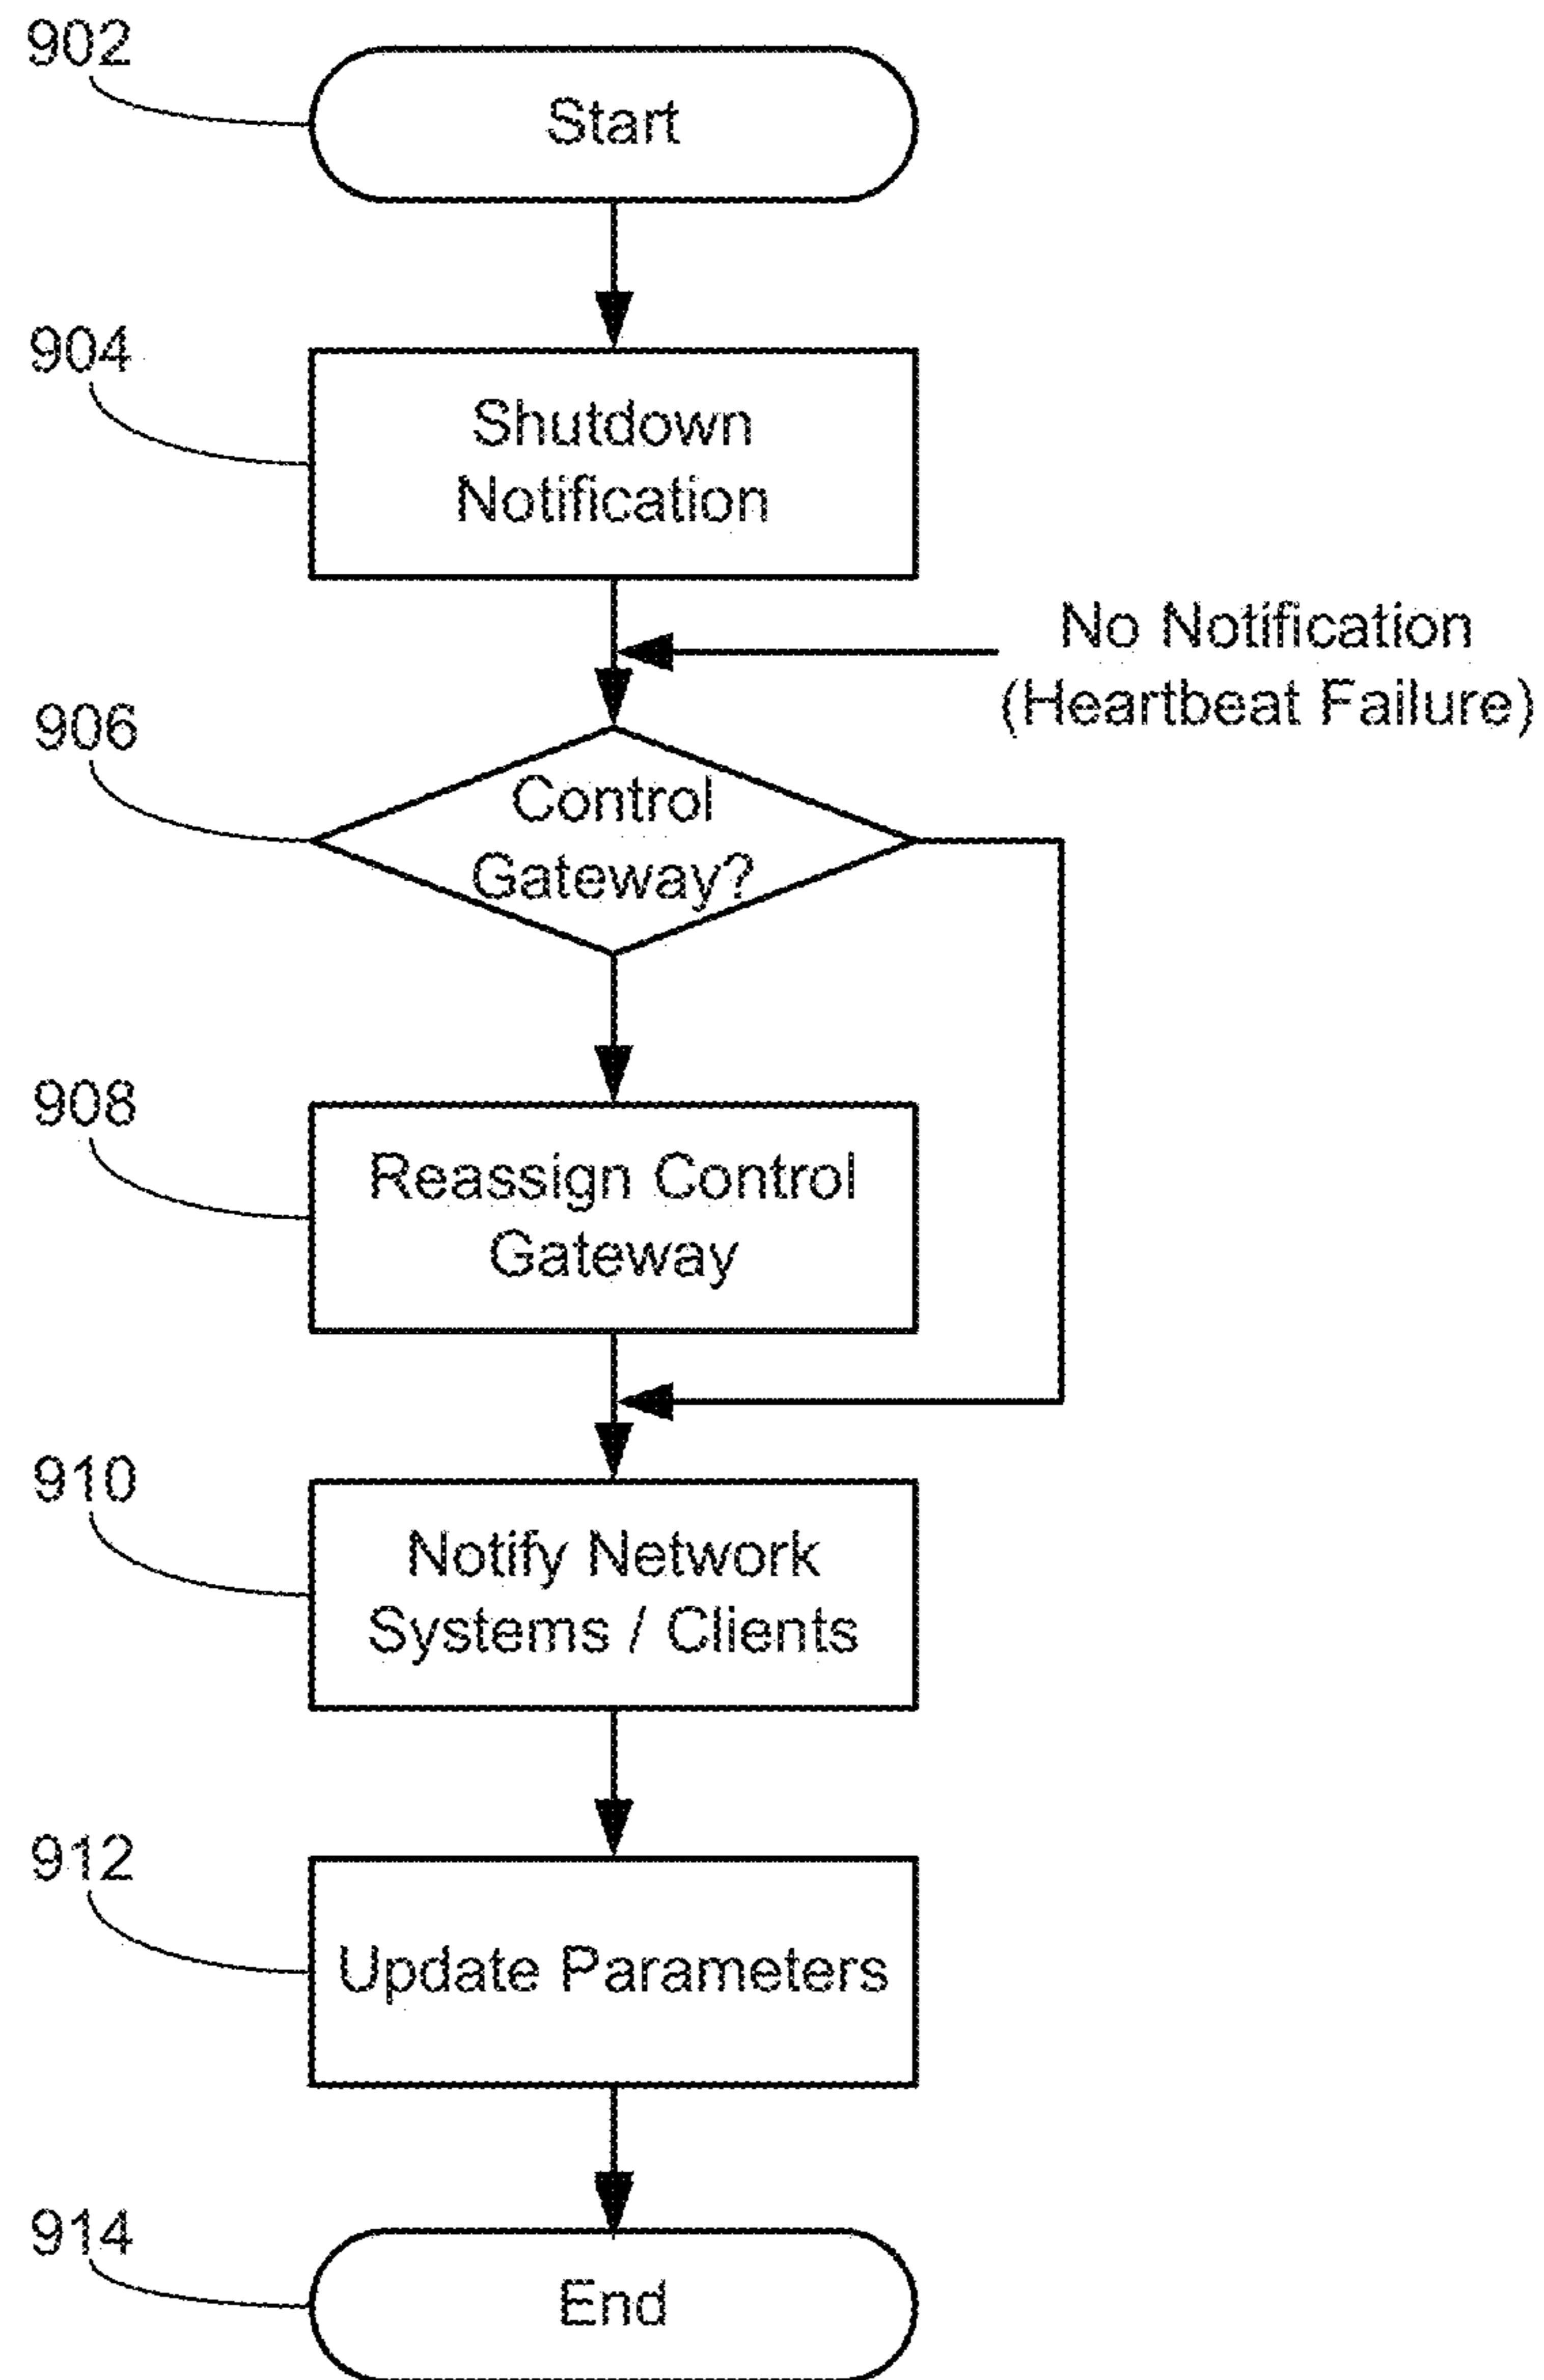 902
Start
904
Shutdown
Notification
No Notification
(Heartbeat Failure)
906
Control
Gateway?
908
Reassign Control
Gateway
910
Notify Network
Systems / Clients
912
Update Parameters
914
End